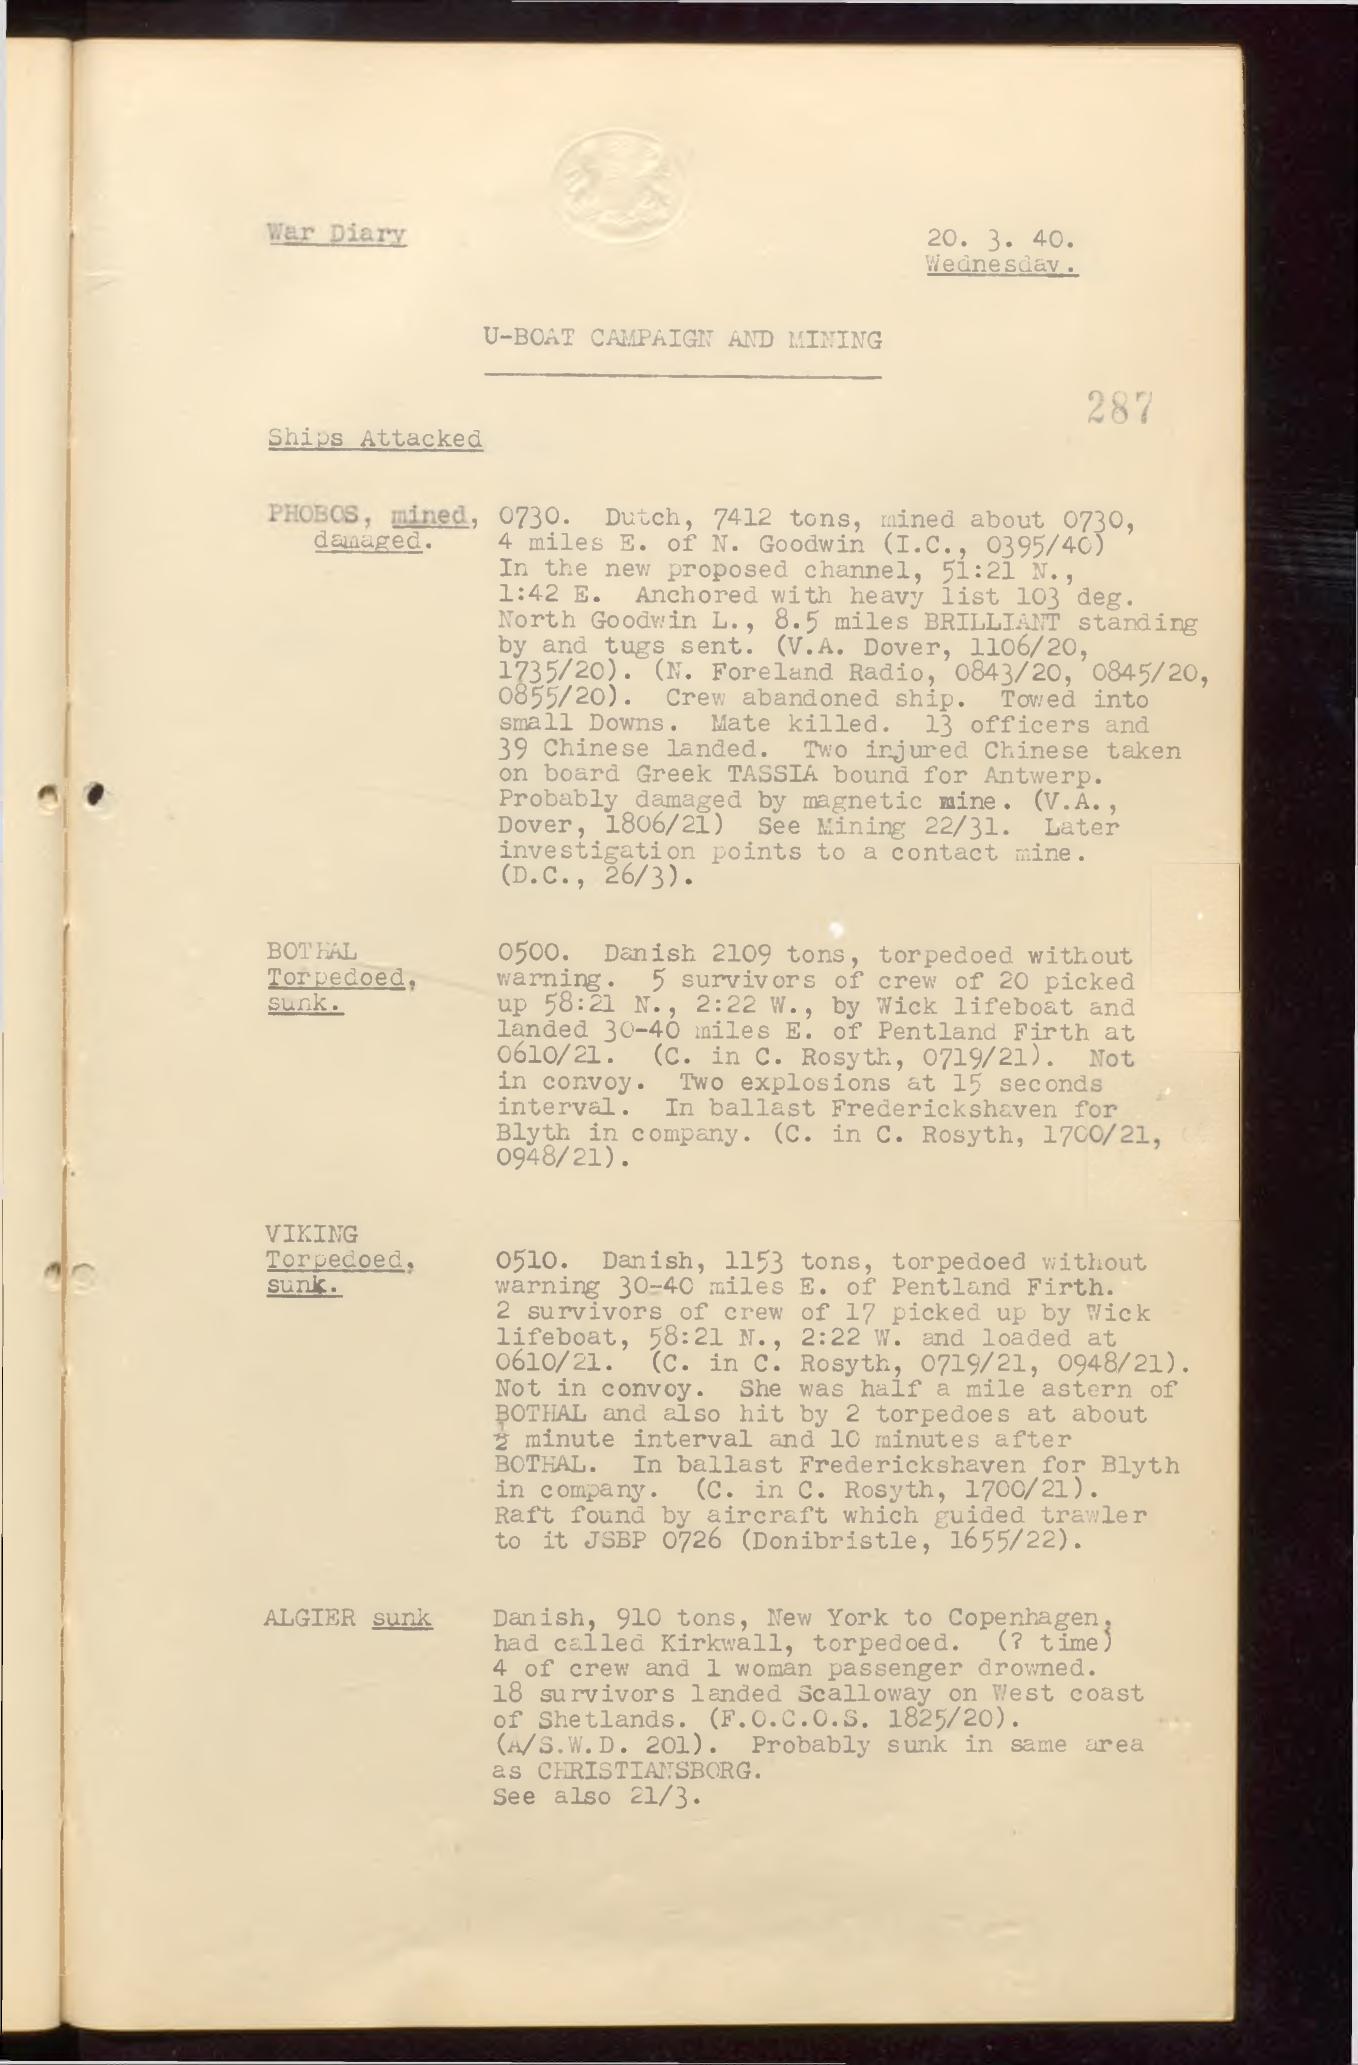 War Diary
20. 3. 40.
Wednesday.
U-BOAT CAMPAIGN AND MINING
287
Ships Attacked
PHOBOS, mined, 0730. Dutch, 7412 tons, mined about 0730,
damaged. 4 miles E. of N. Goodwin (I.C., 0395/40)
In the new proposed channel, 51:21 N.,
1:42 E. Anchored with heavy list 103 deg.
North Goodwin L., 8.5 miles BRILLIANT standing
by and tugs sent. (V.A. Dover, 1106/20,
1735/20). (N. Foreland Radio, 0843/20, 0845/20,
0855/20). Crew abandoned ship. Towed into
small Downs. Mate killed. 13 officers and
39 Chinese landed. Two injured Chinese taken
on board Greek TASSIA bound for Antwerp.
Probably damaged by magnetic mine. (V.A.,
Dover, 1806/21) See Mining 22/31. Later
investigation points to a contact mine.
(D.C., 26/3).
BOTHAL 0500. Danish 2109 tons, torpedoed without
Torpedoed, warning. 5 survivors of crew of 20 picked
sunk. up 58:21 N., 2:22 W., by Wick lifeboat and
landed 30-40 miles E. of Pentland Firth at
0610/21. (C. in C. Rosyth, 0719/21). Not
in convoy. Two explosions at 15 seconds
interval. In ballast Frederickshaven for
Blyth in company. (C. in C. Rosyth, 1700/21,
0948/21).
VIKING
Torpedoed, 0510. Danish, 1153 tons, torpedoed without
sunk. warning 30-40 miles E. of Pentland Firth.
2 survivors of crew of 17 picked up by Wick
lifeboat, 58:21 N., 2:22 W. and loaded at
0610/21. (C. in C. Rosyth, 0719/21, 0948/21).
Not in convoy. She was half a mile astern of
BOTHAL and also hit by 2 torpedoes at about
½ minute interval and 10 minutes after
BOTHAL. In ballast Frederickshaven for Blyth
in company. (C. in C. Rosyth, 1700/21).
Raft found by aircraft which guided trawler
to it JSBP 0726 (Donibristle, 1655/22).
ALGIER sunk Danish, 910 tons, New York to Copenhagen,
had called Kirkwall, torpedoed. (? time)
4 of crew and 1 woman passenger drowned.
18 survivors landed Scalloway on West coast
of Shetlands. (F.O.C.O.S. 1825/20).
(A/S.W.D. 201). Probably sunk in same area
as CHRISTIANSBORG.
See also 21/3.